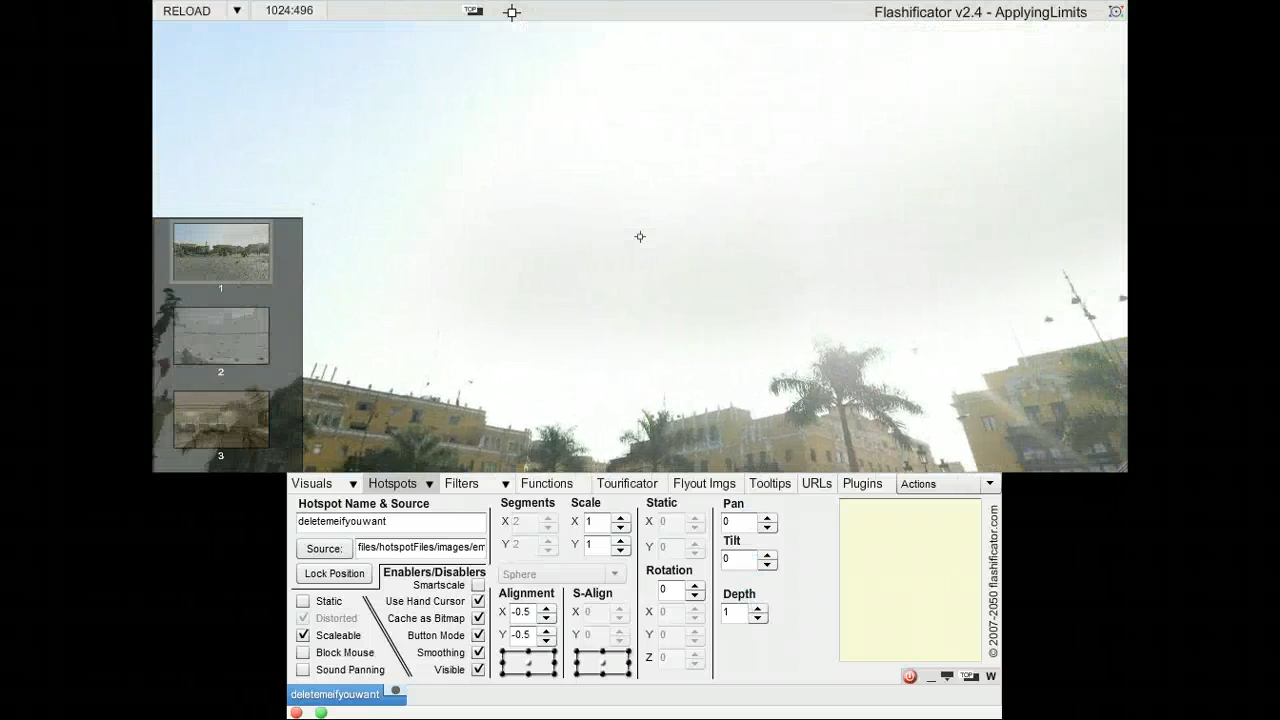 RELOAD 1024:496 TOP Flashificator v2.4 - ApplyingLimits
1
2
3
Visuals Hotspots Filters Functions Tourificator Flyout Imgs Tooltips URLs Plugins Actions
Hotspot Name & Source Segments Scale Static Pan
deletemeifyouwant X 2 X 1 X 0 0
Source: files/hotspotFiles/images/em Y 2 Y 1 Y 0 Tilt
0
Lock Position Enablers/Disablers Sphere Rotation
Smartscale 0
Static Use Hand Cursor Alignment S-Align Depth
Distorted Cache as Bitmap X -0.5 X 0 X 0 1
Scaleable Button Mode Y -0.5 Y 0 Y 0
Block Mouse Smoothing Z 0
Sound Panning Visible
© 2007-2050 flashificator.com
TOP W
deletemeifyouwant